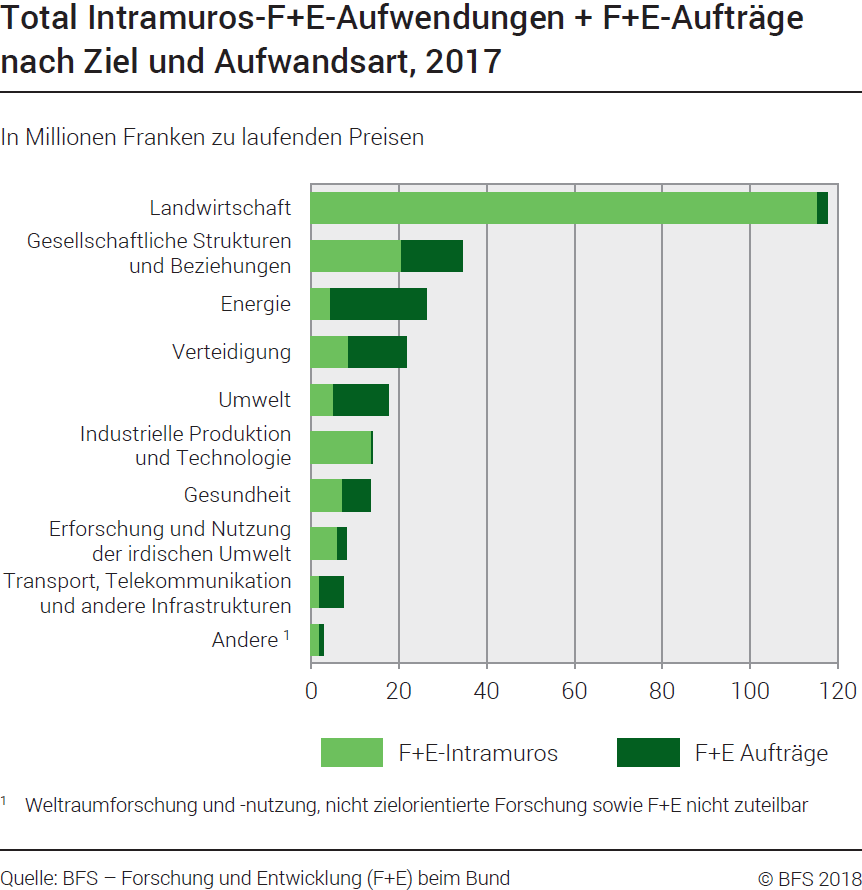 Total Intramuros-F+E-Aufwendungen + F+E-Aufträge
nach Ziel und Aufwandsart, 2017
In Millionen Franken zu laufenden Preisen
Landwirtschaft
Gesellschaftliche Strukturen
und Beziehungen
Energie
Verteidigung
Umwelt
Industrielle Produktion
und Technologie
Gesundheit
Erforschung und Nutzung
der irdischen Umwelt
Transport, Telekommunikation
und andere Infrastrukturen
Andere ¹
0 20 40 60 80 100 120
F+E-Intramuros F+E Aufträge
¹ Weltraumforschung und -nutzung, nicht zielorientierte Forschung sowie F+E nicht zuteilbar
Quelle: BFS – Forschung und Entwicklung (F+E) beim Bund © BFS 2018